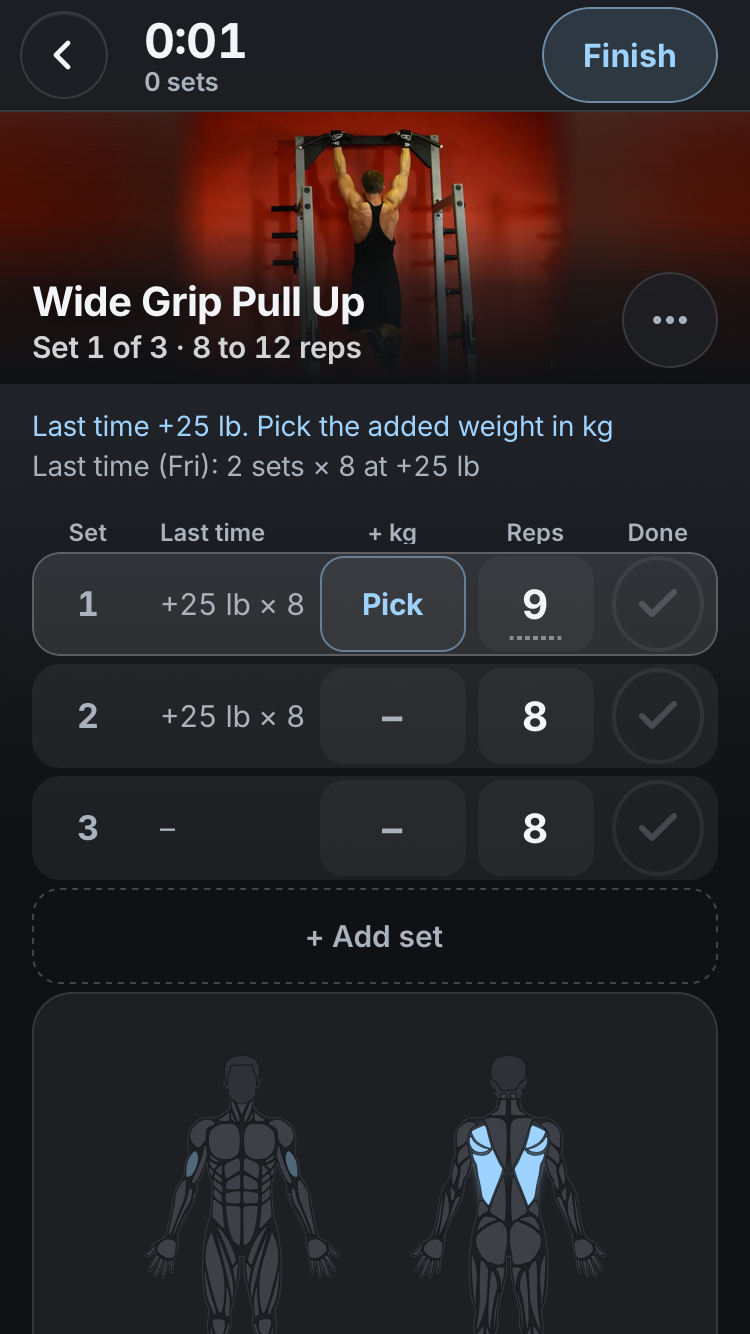 0:01
0 sets
Finish
Wide Grip Pull Up
Set 1 of 3 · 8 to 12 reps
Last time +25 lb. Pick the added weight in kg
Last time (Fri): 2 sets × 8 at +25 lb
Set Last time + kg Reps Done
1 +25 lb × 8 Pick 9
2 +25 lb × 8 – 8
3 – – 8
+ Add set